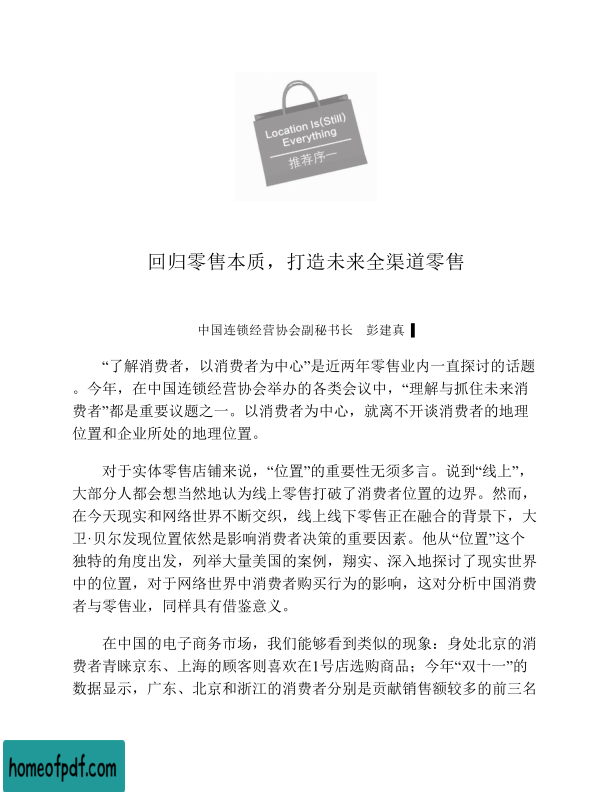 Location Is(Still)
Everything
推荐序一
回归零售本质，打造未来全渠道零售
中国连锁经营协会副秘书长　彭建真
“了解消费者，以消费者为中心”是近两年零售业内一直探讨的话题
。今年，在中国连锁经营协会举办的各类会议中，“理解与抓住未来消
费者”都是重要议题之一。以消费者为中心，就离不开谈消费者的地理
位置和企业所处的地理位置。
对于实体零售店铺来说，“位置”的重要性无须多言。说到“线上”，
大部分人都会想当然地认为线上零售打破了消费者位置的边界。然而，
在今天现实和网络世界不断交织，线上线下零售正在融合的背景下，大
卫·贝尔发现位置依然是影响消费者决策的重要因素。他从“位置”这个
独特的角度出发，列举大量美国的案例，翔实、深入地探讨了现实世界
中的位置，对于网络世界中消费者购买行为的影响，这对分析中国消费
者与零售业，同样具有借鉴意义。
在中国的电子商务市场，我们能够看到类似的现象：身处北京的消
费者青睐京东、上海的顾客则喜欢在1号店选购商品；今年“双十一”的
数据显示，广东、北京和浙江的消费者分别是贡献销售额较多的前三名
homeofpdf.com